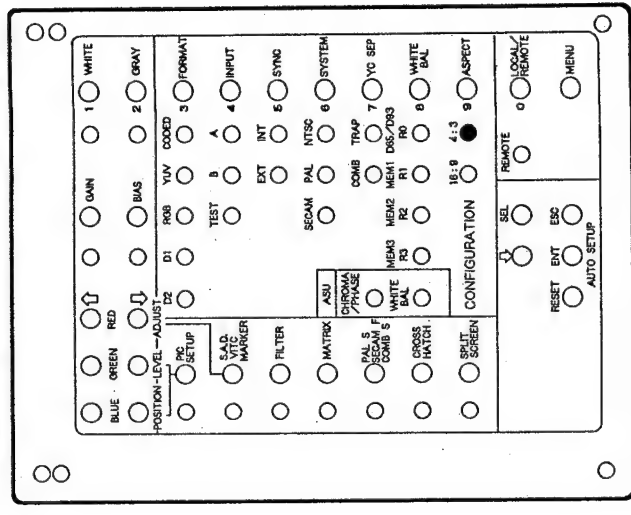 GAIN 1 WHITE
BLUE GREEN RED
BIAS 2 GRAY
POSITION-LEVEL-ADJUST
PIC SETUP D2 D1 RGB YUV CODED 3 FORMAT
S.A.D. VITC MARKER TEST B A 4 INPUT
FILTER EXT INT 5 SYNC
MATRIX ASU SECAM PAL NTSC 6 SYSTEM
PAL S SECAM F COMB S CHROMA /PHASE COMB TRAP 7 YC SEP
CROSS HATCH WHITE BAL MEM3 R3 MEM2 R2 MEM1 R1 D65/D93 R0 8 WHITE BAL
SPLIT SCREEN CONFIGURATION 16:9 4:3 9 ASPECT
⇨ SEL REMOTE 0 LOCAL/ REMOTE
RESET ENT ESC MENU
AUTO SETUP